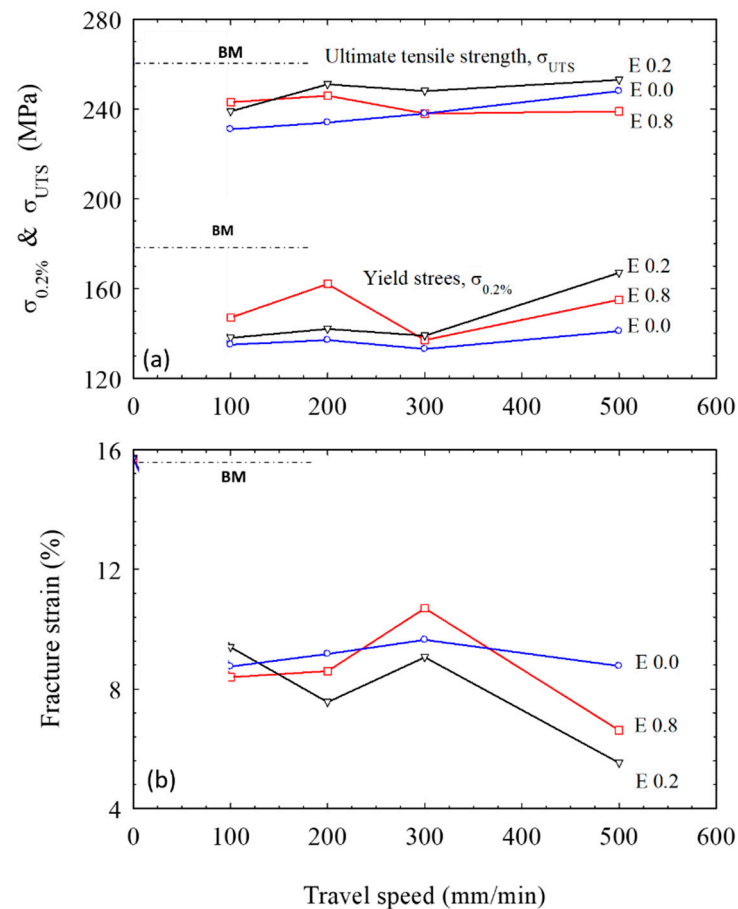 280
240
200
160
120
σ0.2% & σUTS (MPa)
BM
Ultimate tensile strength, σUTS
E 0.2
E 0.0
E 0.8
BM
Yield strees, σ0.2%
E 0.2
E 0.8
E 0.0
(a)
0 100 200 300 400 500 600
16
12
8
4
Fracture strain (%)
BM
E 0.0
E 0.8
E 0.2
(b)
0 100 200 300 400 500 600
Travel speed (mm/min)